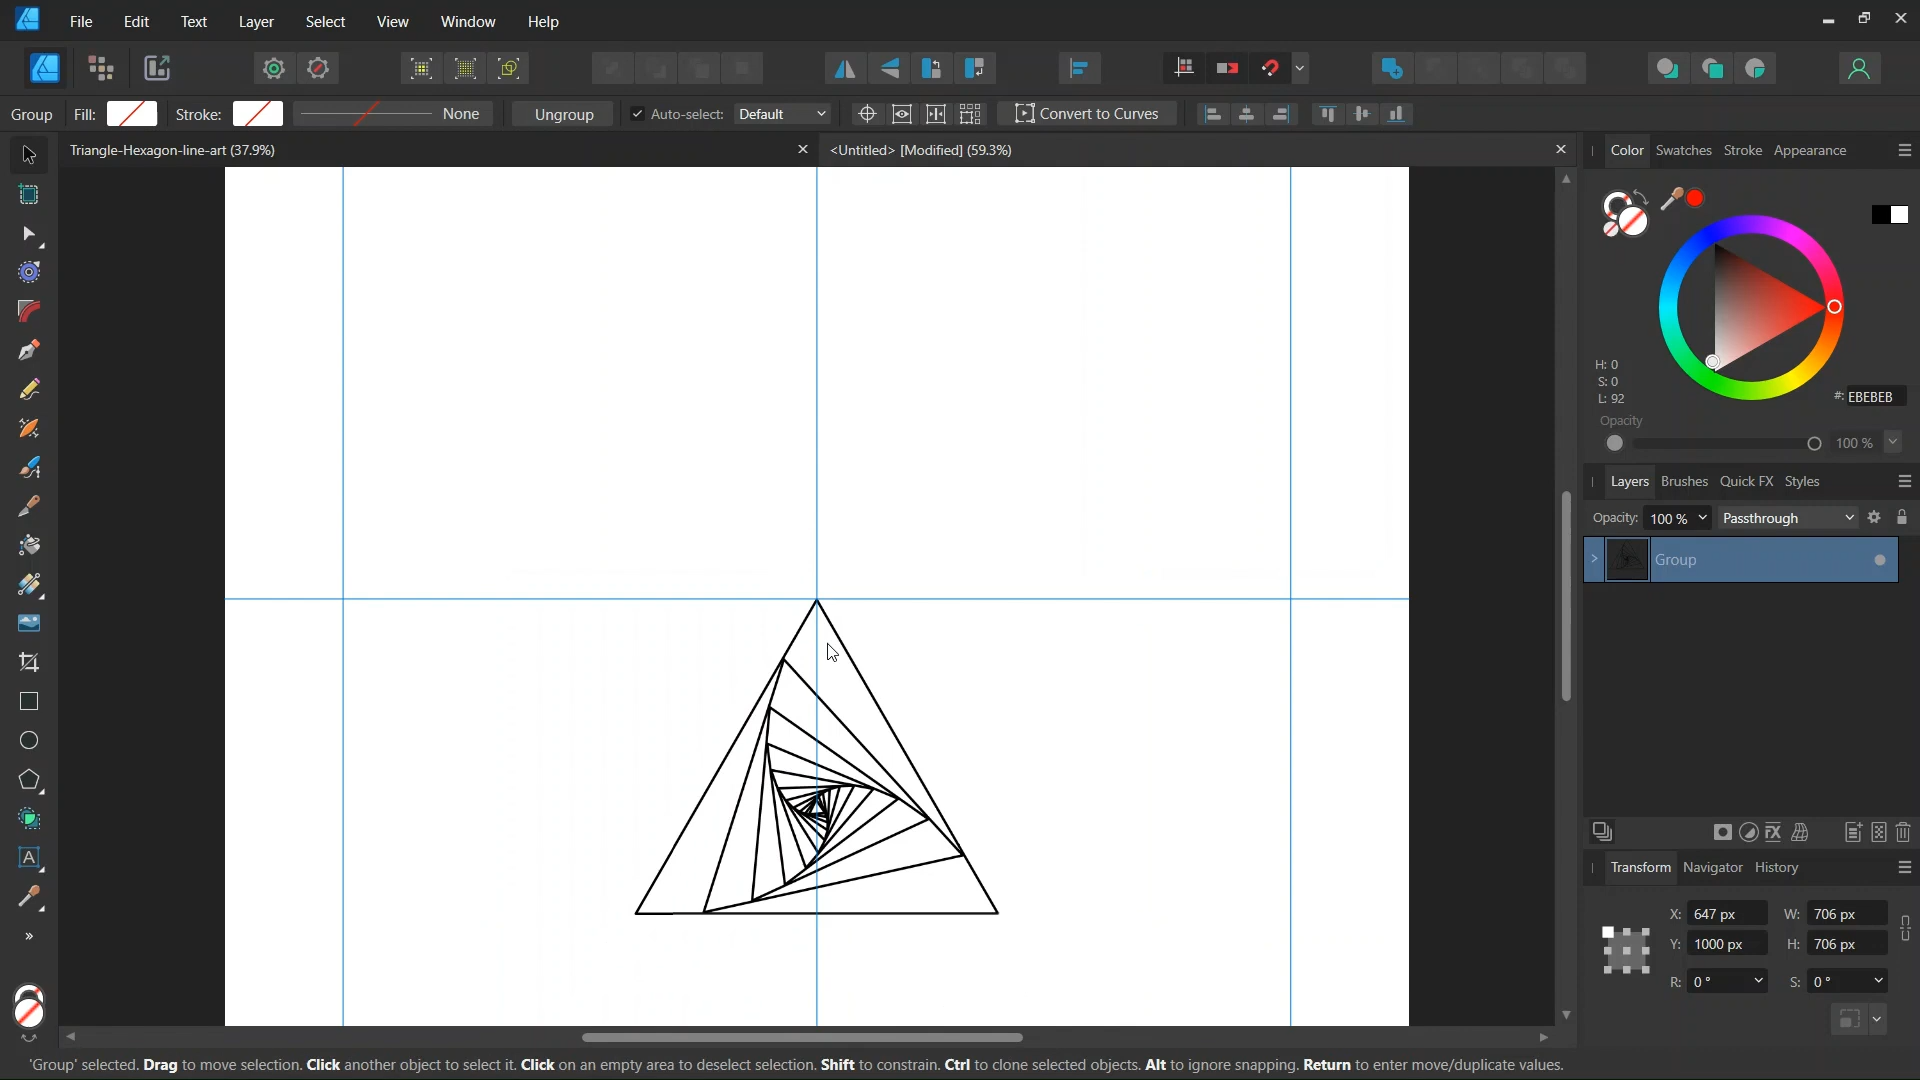 File Edit Text Layer Select View Window Help
Group Fill: Stroke: None Ungroup Auto-select: Default Convert to Curves
Triangle-Hexagon-line-art (37.9%) <Untitled> [Modified] (59.3%)
Color Swatches Stroke Appearance
H: 0
S: 0
L: 92
#: EBEBEB
Opacity
100 %
Layers Brushes Quick FX Styles
Opacity: 100 % Passthrough
Group
Transform Navigator History
X: 647 px W: 706 px
Y: 1000 px H: 706 px
R: 0 ° S: 0 °
'Group' selected. Drag to move selection. Click another object to select it. Click on an empty area to deselect selection. Shift to constrain. Ctrl to clone selected objects. Alt to ignore snapping. Return to enter move/duplicate values.